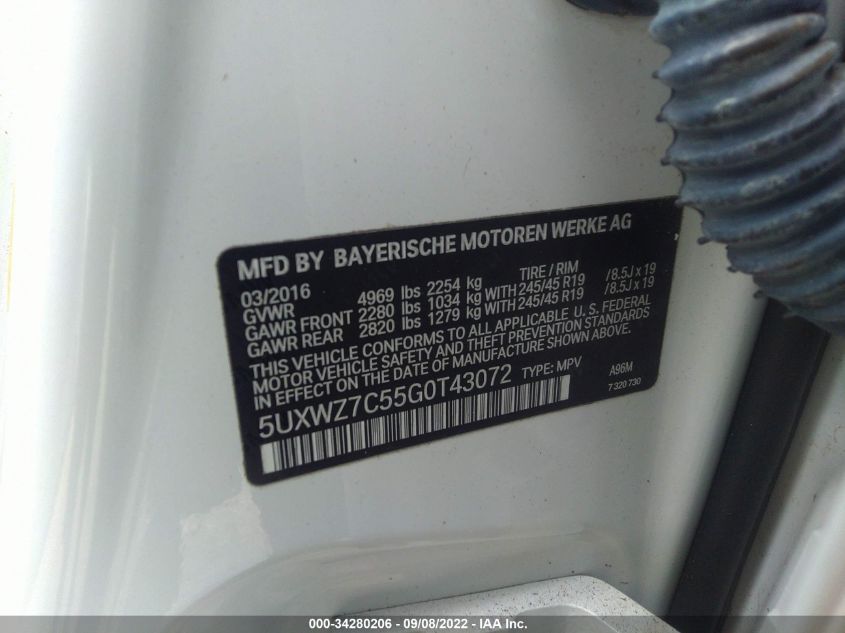 MFD BY BAYERISCHE MOTOREN WERKE AG
03/2016 TIRE / RIM
GVWR 4969 lbs 2254 kg
GAWR FRONT 2280 lbs 1034 kg WITH 245/45 R19 /8.5J x 19
GAWR REAR 2820 lbs 1279 kg WITH 245/45 R19 /8.5J x 19
THIS VEHICLE CONFORMS TO ALL APPLICABLE U. S. FEDERAL
MOTOR VEHICLE SAFETY AND THEFT PREVENTION STANDARDS
IN EFFECT ON THE DATE OF MANUFACTURE SHOWN ABOVE.
5UXWZ7C55G0T43072 TYPE: MPV A96M
7 320 730
000-34280206 - 09/08/2022 - IAA Inc.